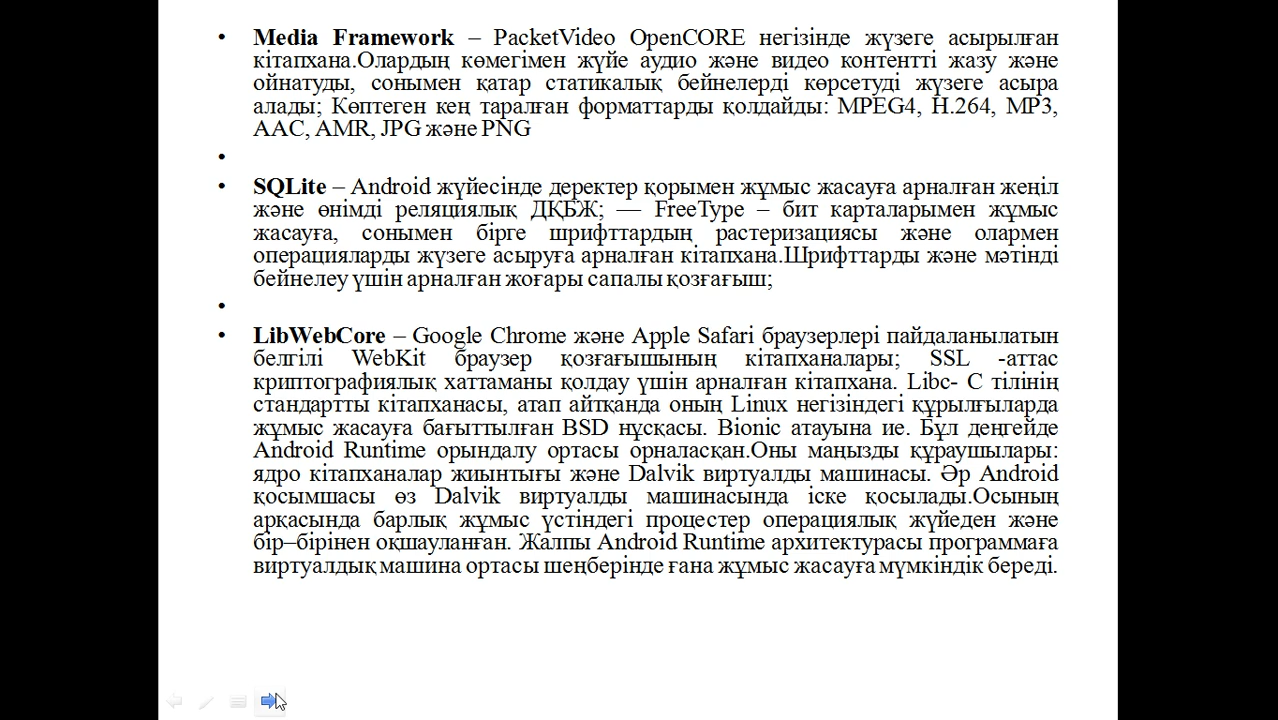 • Media Framework – PacketVideo OpenCORE негізінде жүзеге асырылған
кітапхана.Олардың көмегімен жүйе аудио және видео контентті жазу және
ойнатуды, сонымен қатар статикалық бейнелерді көрсетуді жүзеге асыра
алады; Көптеген кең таралған форматтарды қолдайды: MPEG4, H.264, MP3,
AAC, AMR, JPG және PNG
•
• SQLite – Android жүйесінде деректер қорымен жұмыс жасауға арналған жеңіл
және өнімді реляциялық ДҚБЖ; — FreeType – бит карталарымен жұмыс
жасауға, сонымен бірге шрифттардың растеризациясы және олармен
операцияларды жүзеге асыруға арналған кітапхана.Шрифттарды және мәтінді
бейнелеу үшін арналған жоғары сапалы қозғағыш;
•
• LibWebCore – Google Chrome және Apple Safari браузерлері пайдаланылатын
белгілі WebKit браузер қозғағышының кітапханалары; SSL -аттас
криптографиялық хаттаманы қолдау үшін арналған кітапхана. Libc- C тілінің
стандартты кітапханасы, атап айтқанда оның Linux негізіндегі құрылғыларда
жұмыс жасауға бағытталған BSD нұсқасы. Bionic атауына ие. Бұл деңгейде
Android Runtime орындалу ортасы орналасқан.Оны маңызды құраушылары:
ядро кітапханалар жиынтығы және Dalvik виртуалды машинасы. Әр Android
қосымшасы өз Dalvik виртуалды машинасында іске қосылады.Осының
арқасында барлық жұмыс үстіндегі процестер операциялық жүйеден және
бір–бірінен оқшауланған. Жалпы Android Runtime архитектурасы программаға
виртуалдық машина ортасы шеңберінде ғана жұмыс жасауға мүмкіндік береді.